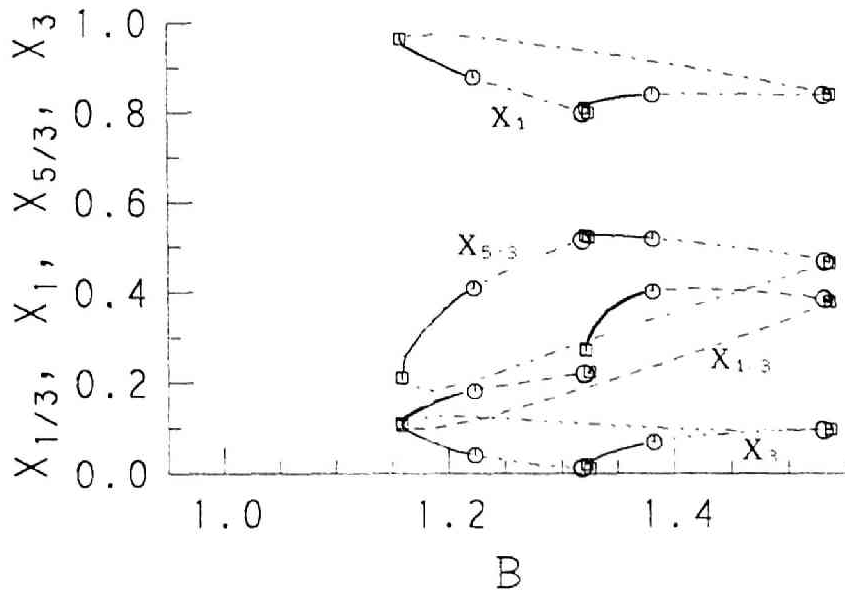 X₁/₃, X₁, X₅/₃, X₃
1.0
0.8
0.6
0.4
0.2
0.0
X₁
X₅/₃
X₁/₃
X₃
1.0
1.2
1.4
B